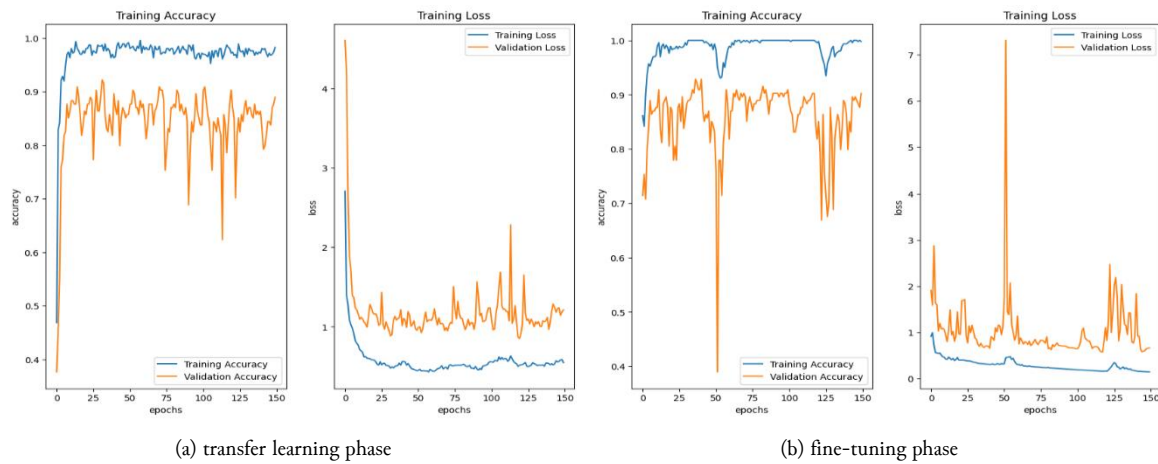 Training Accuracy
1.0
0.9
0.8
0.7
0.6
0.5
0.4
accuracy
0
25
50
75
100
125
150
epochs
Training Accuracy
Validation Accuracy
Training Loss
Training Loss
Validation Loss
4
3
2
1
loss
0
25
50
75
100
125
150
epochs
(a) transfer learning phase
Training Accuracy
1.0
0.9
0.8
0.7
0.6
0.5
0.4
accuracy
0
25
50
75
100
125
150
epochs
Training Accuracy
Validation Accuracy
Training Loss
Training Loss
Validation Loss
7
6
5
4
3
2
1
0
loss
0
25
50
75
100
125
150
epochs
(b) fine-tuning phase